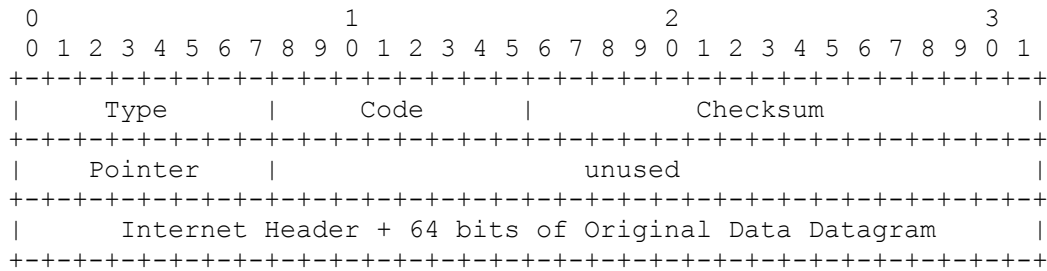 0                   1                   2                   3
 0 1 2 3 4 5 6 7 8 9 0 1 2 3 4 5 6 7 8 9 0 1 2 3 4 5 6 7 8 9 0 1
+-+-+-+-+-+-+-+-+-+-+-+-+-+-+-+-+-+-+-+-+-+-+-+-+-+-+-+-+-+-+-+-+
|     Type      |     Code      |          Checksum             |
+-+-+-+-+-+-+-+-+-+-+-+-+-+-+-+-+-+-+-+-+-+-+-+-+-+-+-+-+-+-+-+-+
|    Pointer    |                   unused                      |
+-+-+-+-+-+-+-+-+-+-+-+-+-+-+-+-+-+-+-+-+-+-+-+-+-+-+-+-+-+-+-+-+
|      Internet Header + 64 bits of Original Data Datagram      |
+-+-+-+-+-+-+-+-+-+-+-+-+-+-+-+-+-+-+-+-+-+-+-+-+-+-+-+-+-+-+-+-+